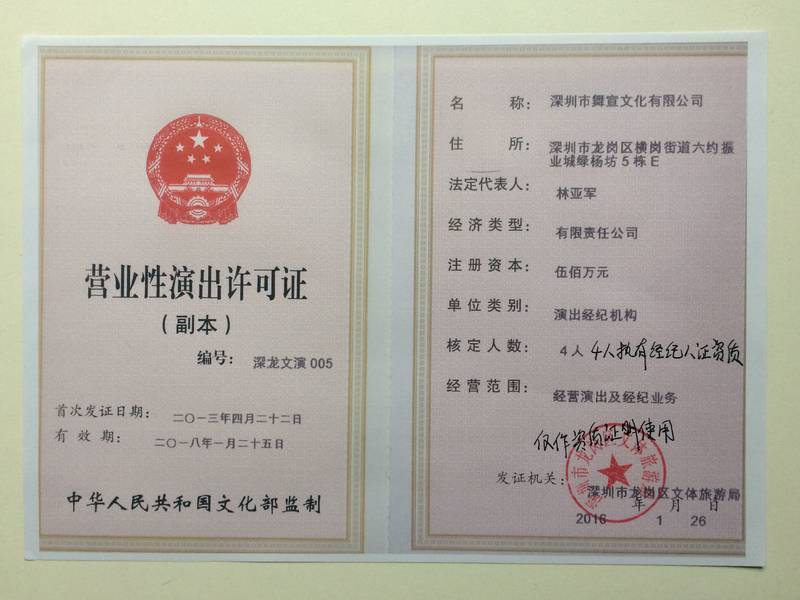 营业性演出许可证
（副本）
编号： 深龙文演 005
首次发证日期： 二〇一三年四月二十二日
有效期： 二〇一八年一月二十五日
中华人民共和国文化部监制
名称： 深圳市舞宣文化有限公司
住所： 深圳市龙岗区横岗街道六约振
业城绿杨坊 5 栋 E
法定代表人： 林亚军
经济类型： 有限责任公司
注册资本： 伍佰万元
单位类别： 演出经纪机构
核定人数： 4 人 4人执有经纪人证资质
经营范围： 经营演出及经纪业务
仅作资质证明使用
发证机关： 深圳市龙岗区文体旅游局
2016 年 1 月 26 日